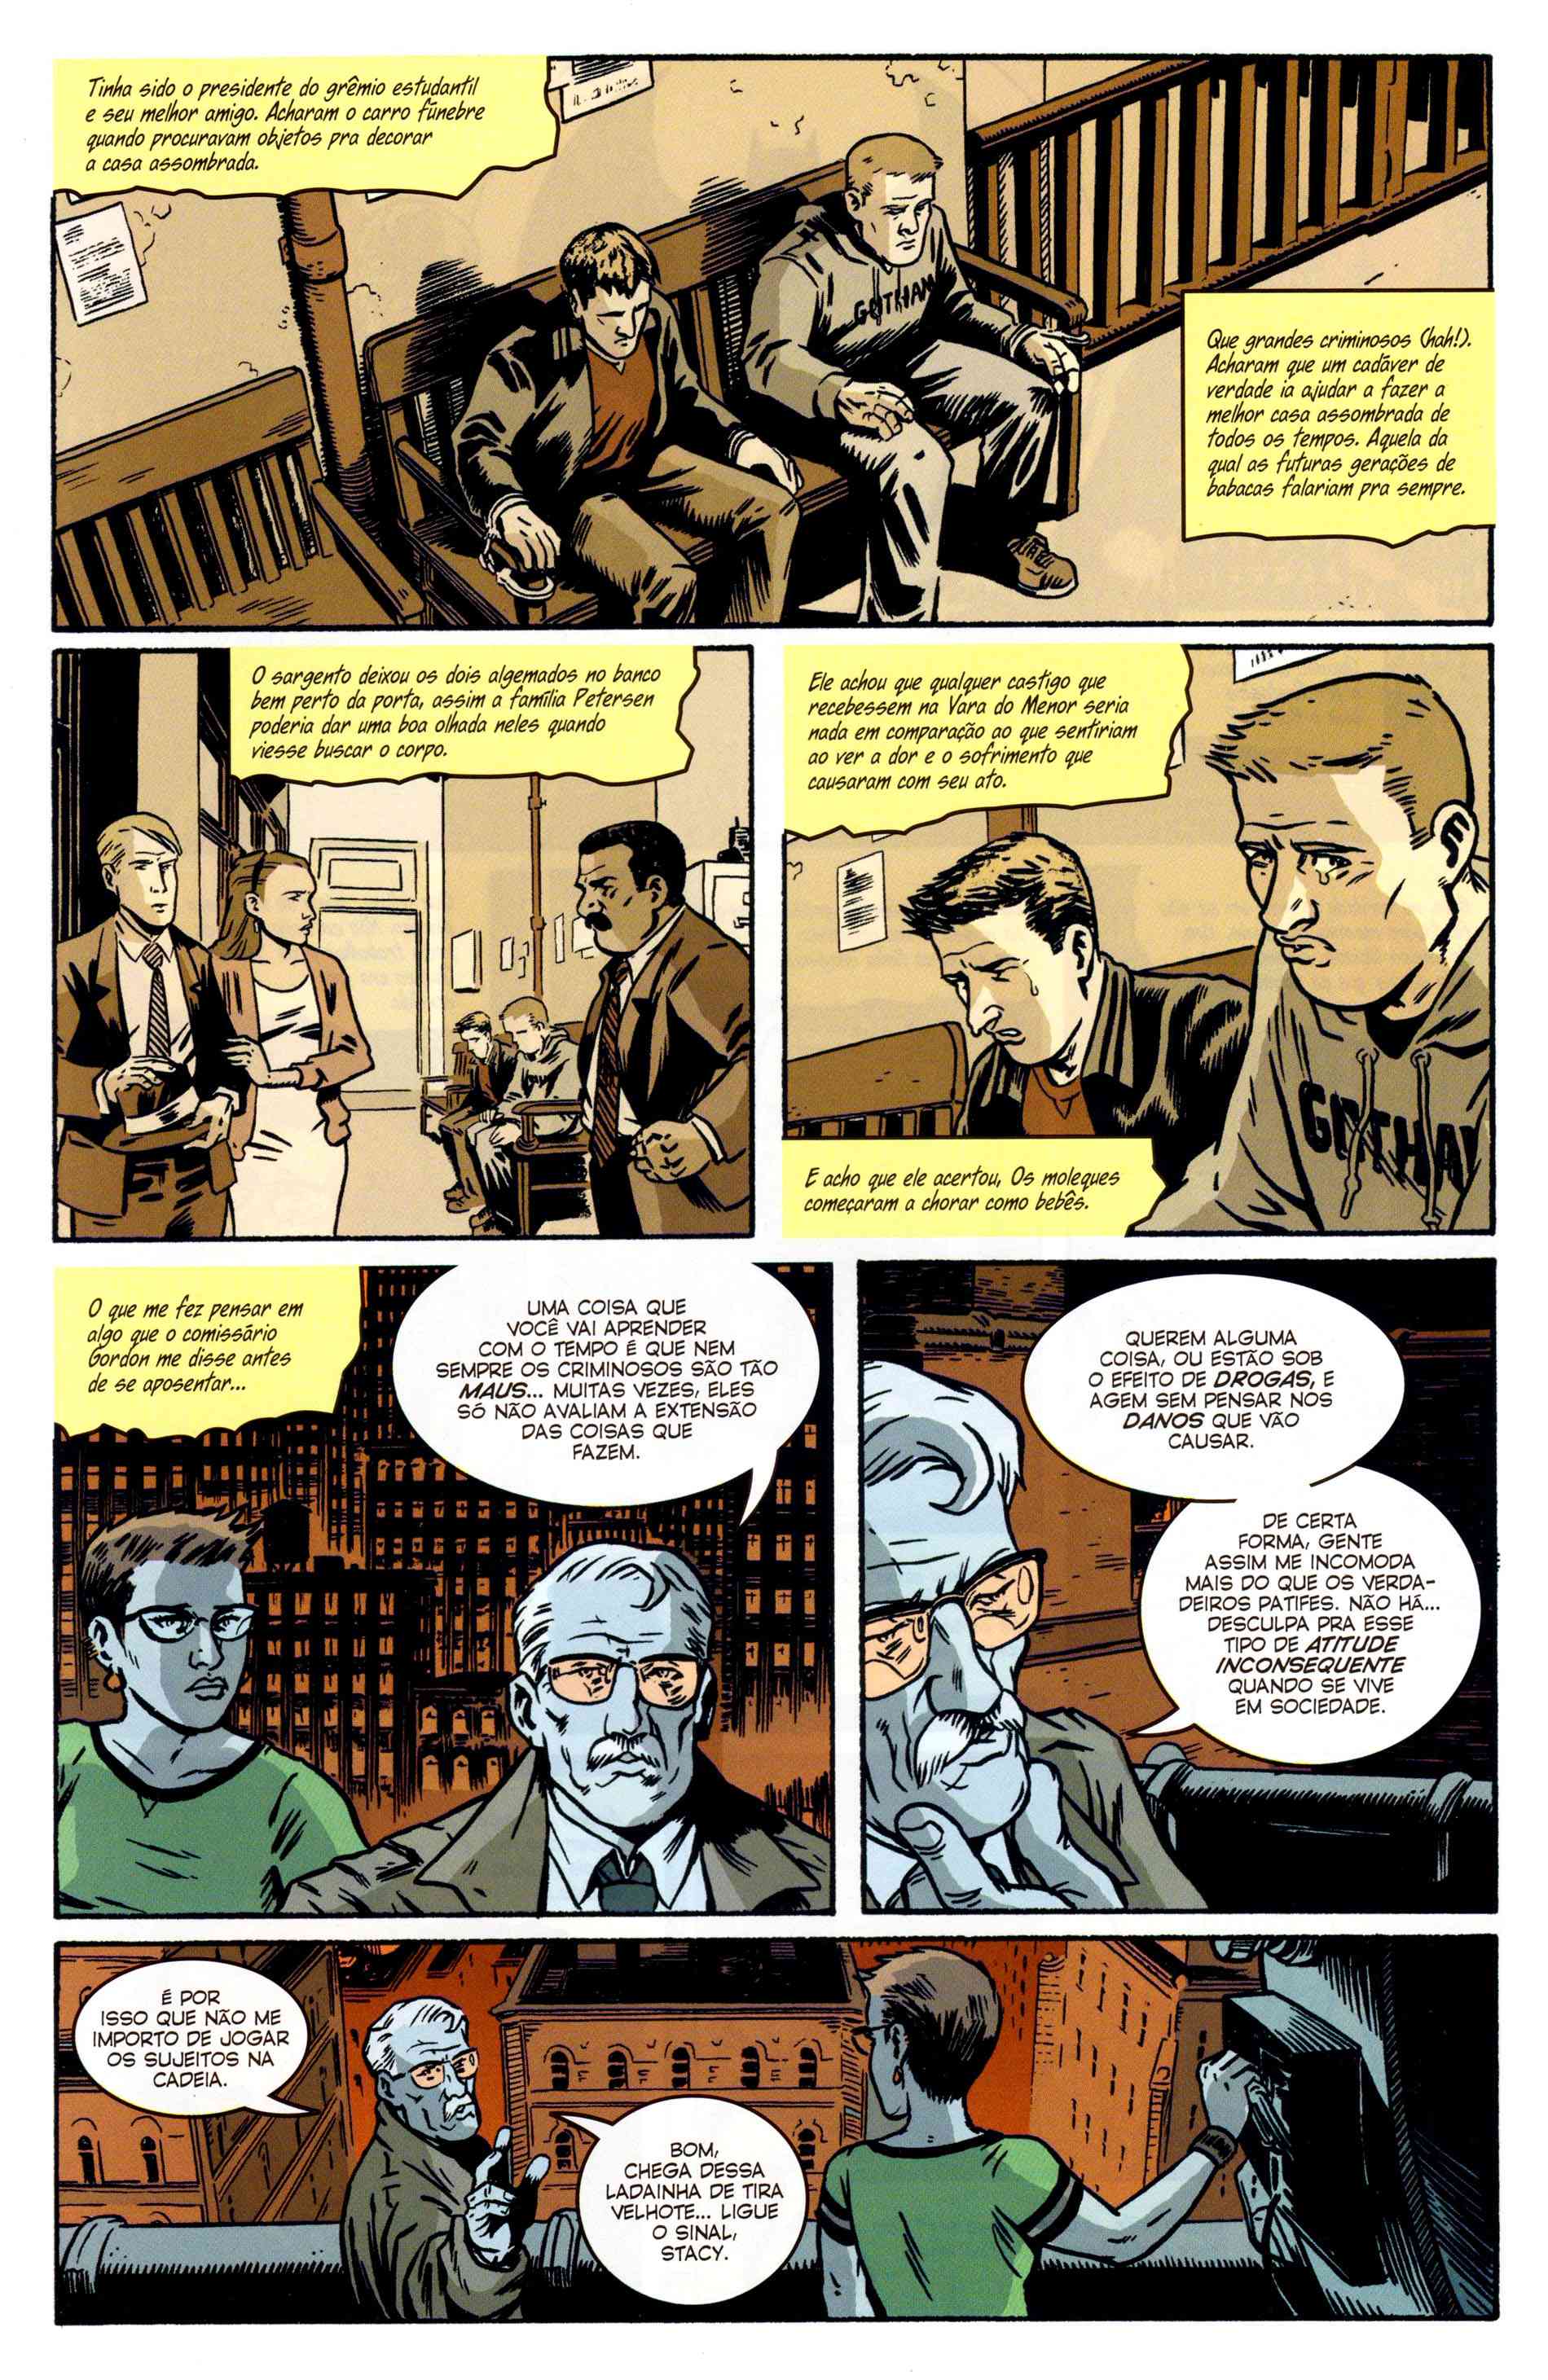 Tinha sido o presidente do grêmio estudantil
e seu melhor amigo. Acharam o carro fúnebre
quando procuravam objetos pra decorar
a casa assombrada.
GOTHAM
Que grandes criminosos (hah!).
Acharam que um cadáver de
verdade ia ajudar a fazer a
melhor casa assombrada de
todos os tempos. Aquela da
qual as futuras gerações de
babacas falariam pra sempre.
O sargento deixou os dois algemados no banco
bem perto da porta, assim a família Petersen
poderia dar uma boa olhada neles quando
viesse buscar o corpo.
Ele achou que qualquer castigo que
recebessem na Vara do Menor seria
nada em comparação ao que sentiriam
ao ver a dor e o sofrimento que
causaram com seu ato.
GOTHAM
E acho que ele acertou, Os moleques
começaram a chorar como bebês.
O que me fez pensar em
algo que o comissário
Gordon me disse antes
de se aposentar...
UMA COISA QUE
VOCÊ VAI APRENDER
COM O TEMPO É QUE NEM
SEMPRE OS CRIMINOSOS SÃO TÃO
MAUS... MUITAS VEZES, ELES
SÓ NÃO AVALIAM A EXTENSÃO
DAS COISAS QUE
FAZEM.
QUEREM ALGUMA
COISA, OU ESTÃO SOB
O EFEITO DE DROGAS, E
AGEM SEM PENSAR NOS
DANOS QUE VÃO
CAUSAR.
DE CERTA
FORMA, GENTE
ASSIM ME INCOMODA
MAIS DO QUE OS VERDA-
DEIROS PATIFES. NÃO HÁ...
DESCULPA PRA ESSE
TIPO DE ATITUDE
INCONSEQUENTE
QUANDO SE VIVE
EM SOCIEDADE.
É POR
ISSO QUE NÃO ME
IMPORTO DE JOGAR
OS SUJEITOS NA
CADEIA.
BOM,
CHEGA DESSA
LADAINHA DE TIRA
VELHOTE... LIGUE
O SINAL,
STACY.